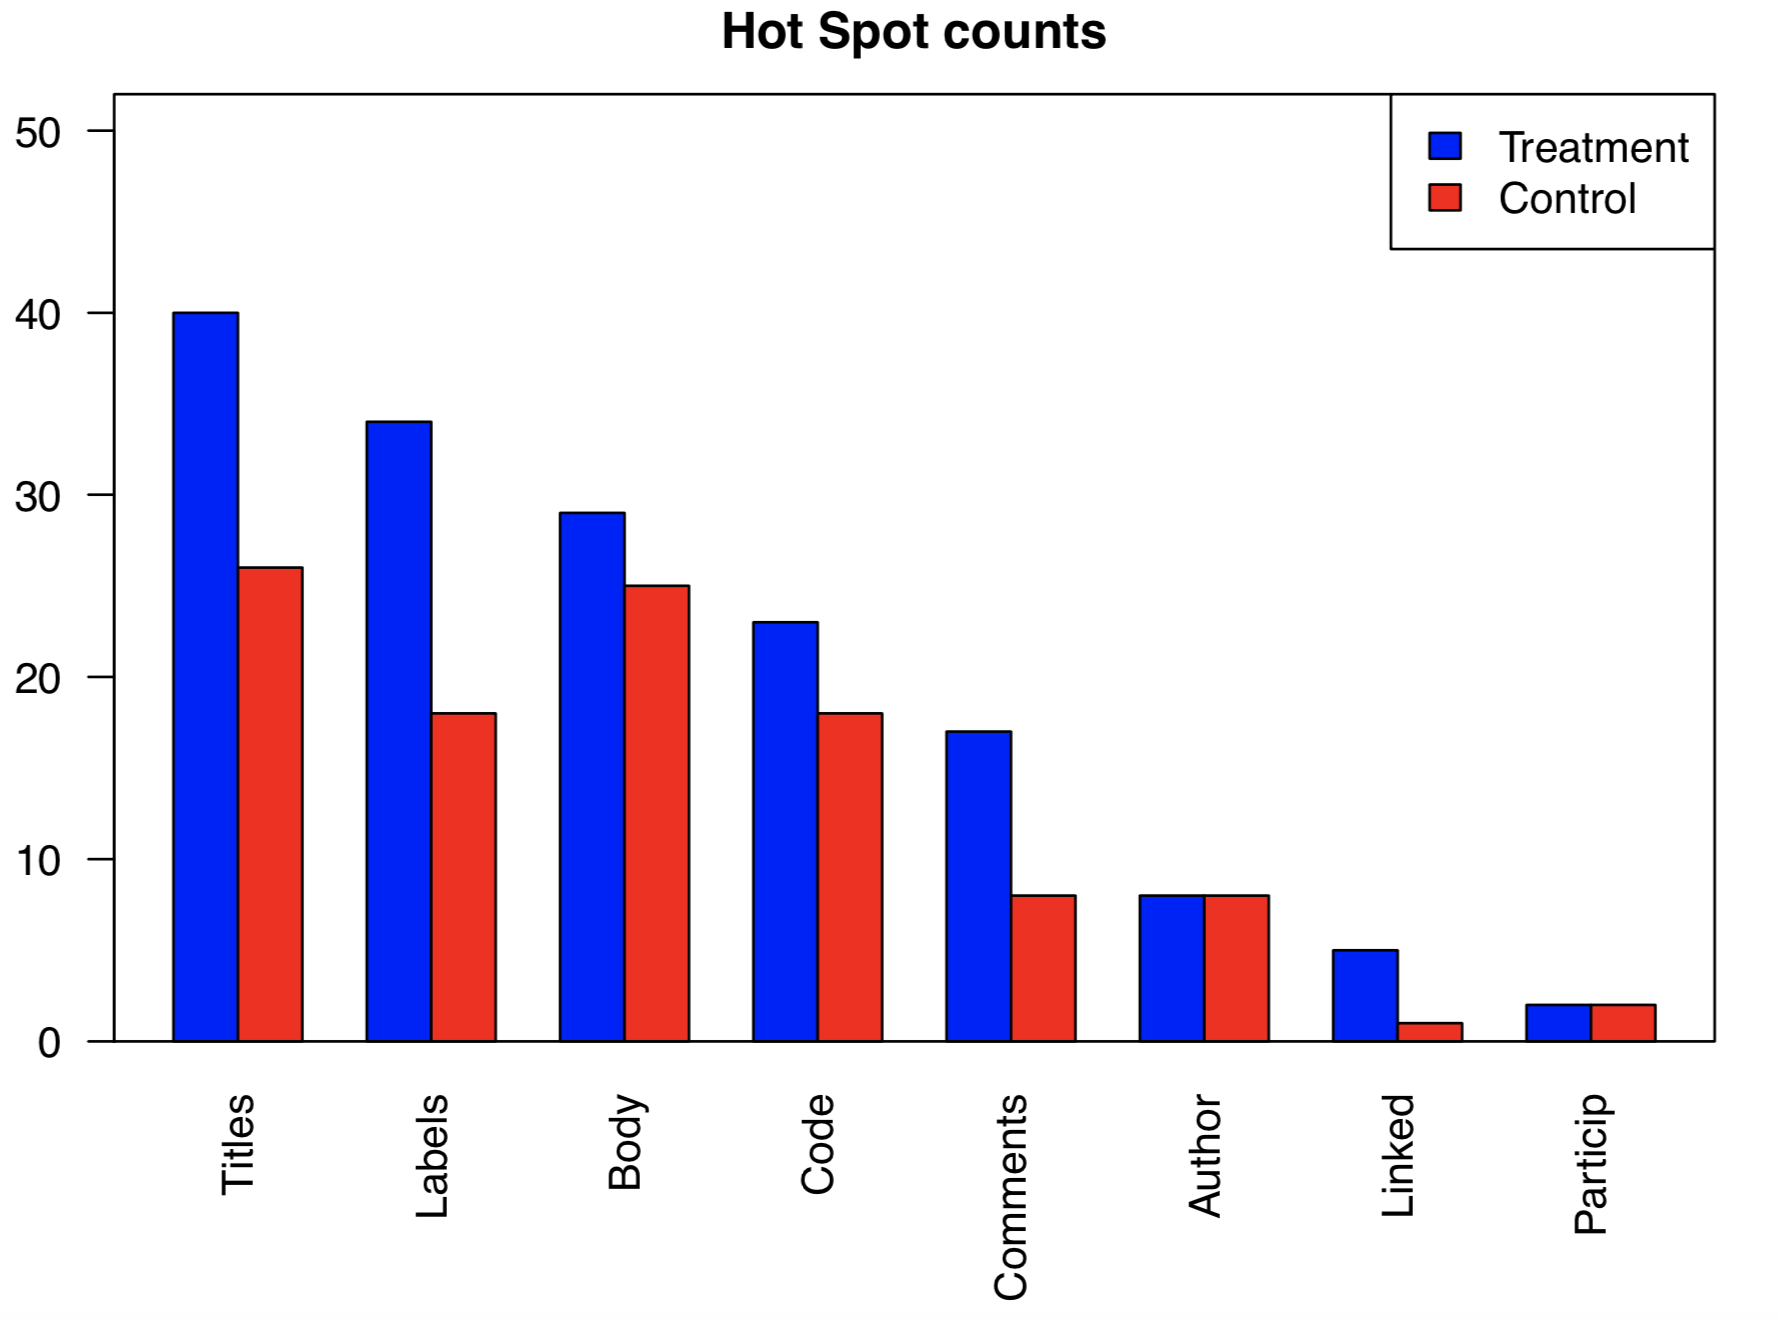 Hot Spot counts
Treatment
Control
50
40
30
20
10
0
Titles
Labels
Body
Code
Comments
Author
Linked
Particip